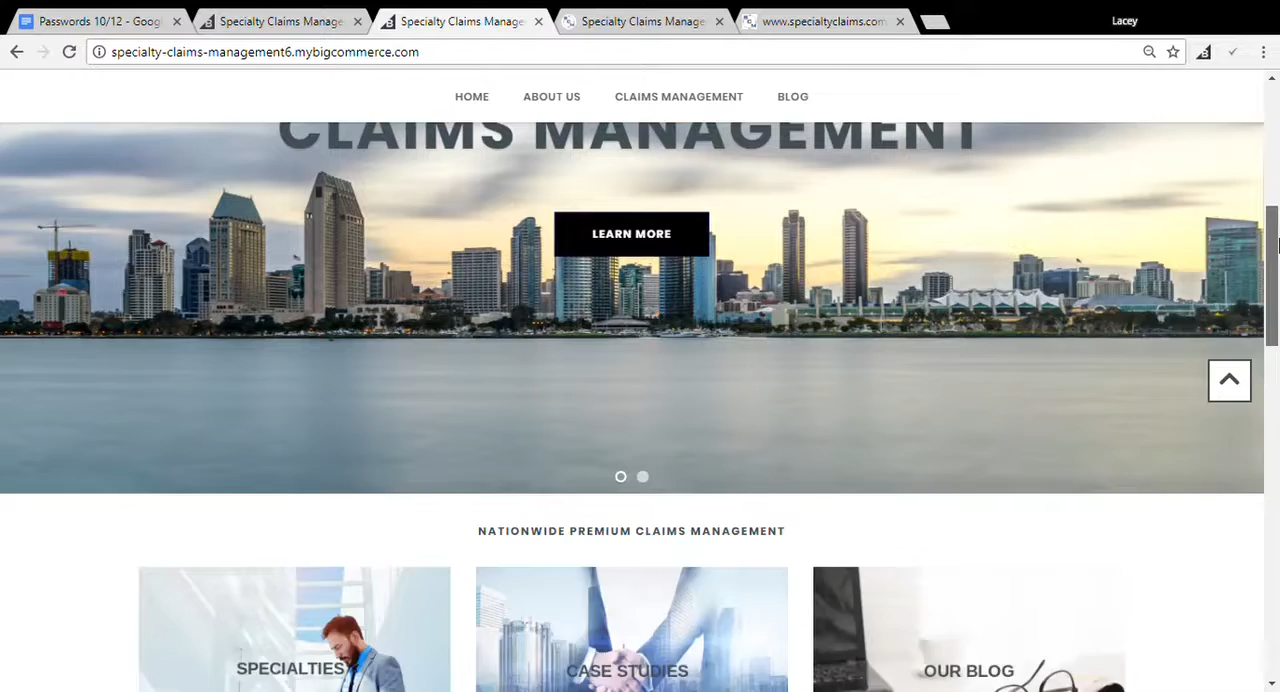 Passwords 10/12 - Goog
Specialty Claims Manage
Specialty Claims Manage
Specialty Claims Manage
www.specialtyclaims.com
Lacey
specialty-claims-management6.mybigcommerce.com
HOME
ABOUT US
CLAIMS MANAGEMENT
BLOG
CLAIMS MANAGEMENT
LEARN MORE
NATIONWIDE PREMIUM CLAIMS MANAGEMENT
SPECIALTIES
CASE STUDIES
OUR BLOG